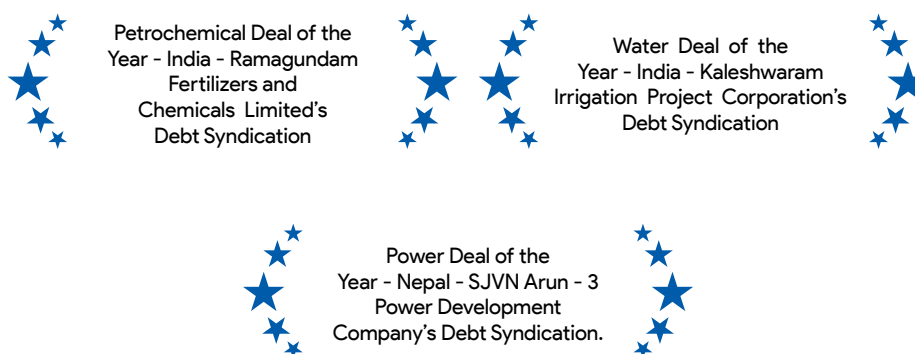 Petrochemical Deal of the
Year - India - Ramagundam
Fertilizers and
Chemicals Limited's
Debt Syndication
Water Deal of the
Year - India - Kaleshwaram
Irrigation Project Corporation's
Debt Syndication
Power Deal of the
Year - Nepal - SJVN Arun - 3
Power Development
Company's Debt Syndication.